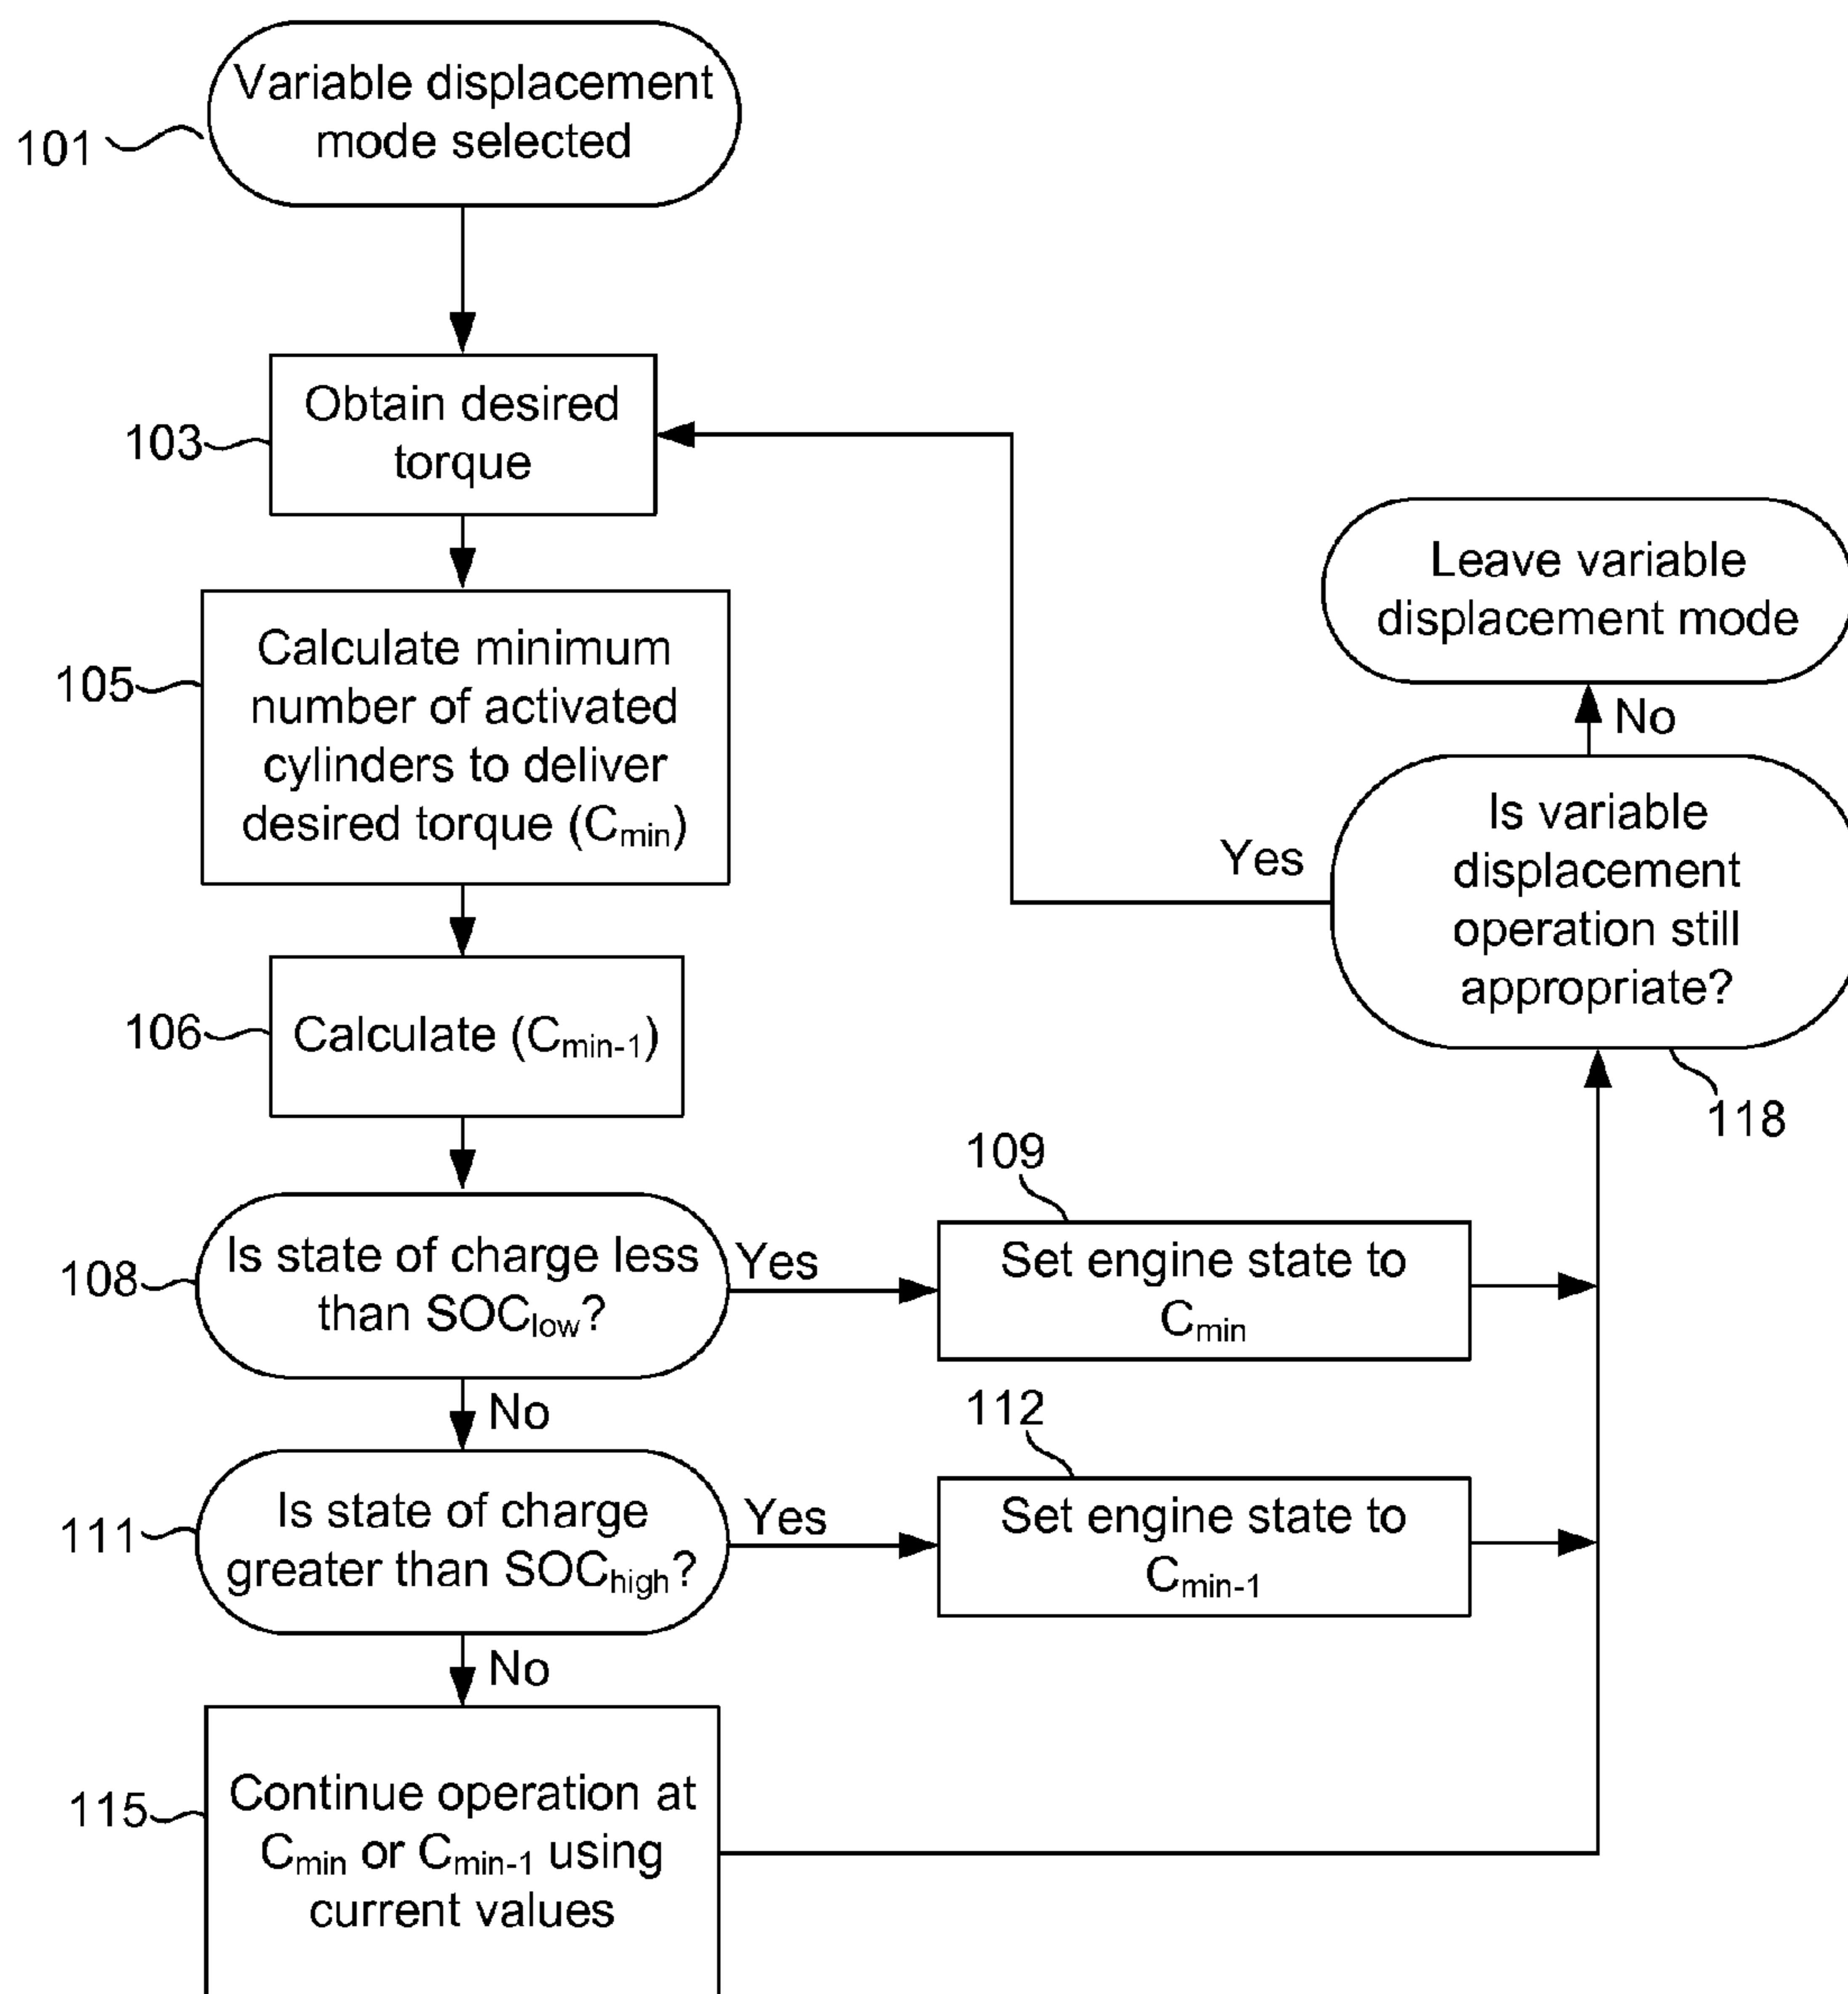 Variable displacement
mode selected
101
Obtain desired
torque
103
Calculate minimum
number of activated
cylinders to deliver
desired torque (Cmin)
105
Calculate (Cmin-1)
106
Is state of charge less
than SOClow?
108
Yes
109
Set engine state to
Cmin
No
Is state of charge
greater than SOChigh?
111
Yes
112
Set engine state to
Cmin-1
No
Continue operation at
Cmin or Cmin-1 using
current values
115
Is variable
displacement
operation still
appropriate?
118
Yes
No
Leave variable
displacement mode